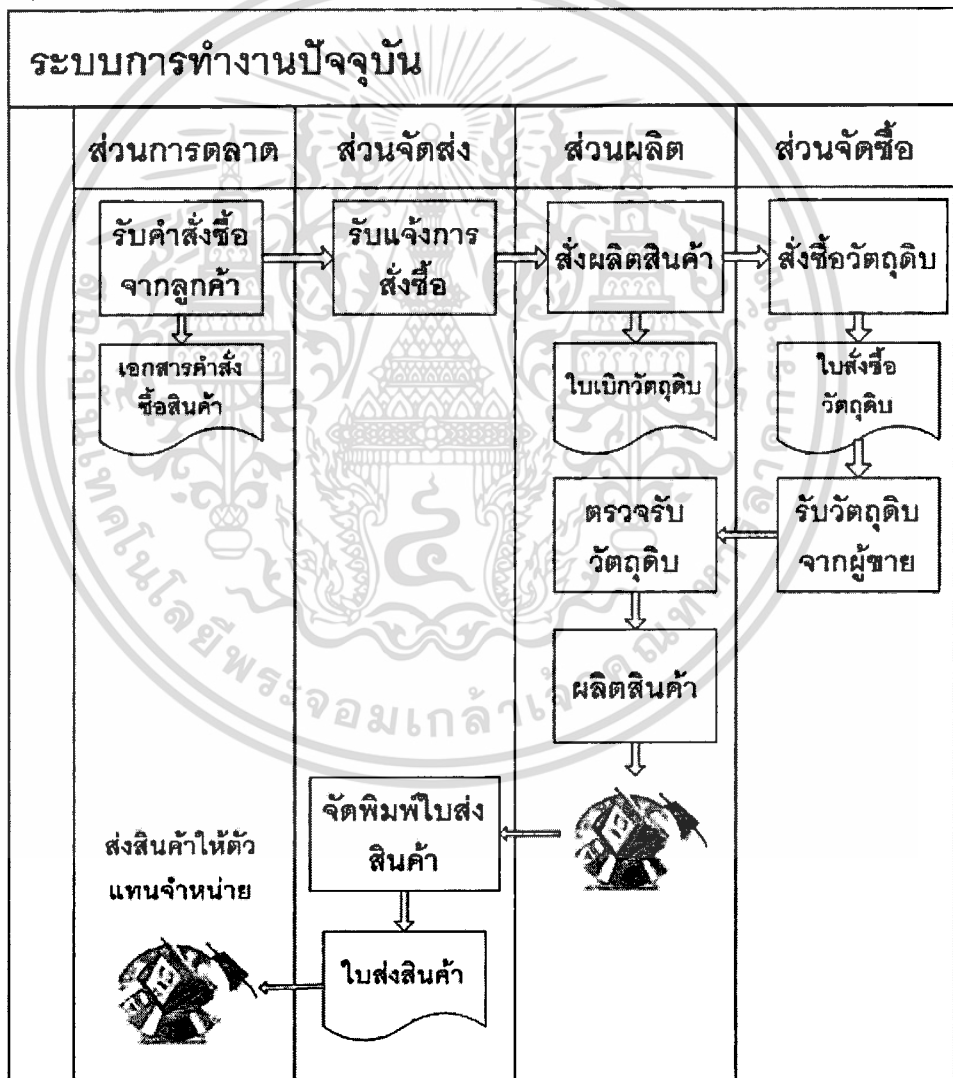 ระบบการทำงานปัจจุบัน
ส่วนการตลาด
ส่วนจัดส่ง
ส่วนผลิต
ส่วนจัดซื้อ
รับคำสั่งซื้อ
จากลูกค้า
รับแจ้งการ
สั่งซื้อ
สั่งผลิตสินค้า
สั่งซื้อวัตถุดิบ
เอกสารคำสั่ง
ซื้อสินค้า
ใบเบิกวัตถุดิบ
ใบสั่งซื้อ
วัตถุดิบ
ตรวจรับ
วัตถุดิบ
รับวัตถุดิบ
จากผู้ขาย
ผลิตสินค้า
จัดพิมพ์ใบส่ง
สินค้า
ส่งสินค้าให้ตัว
แทนจำหน่าย
ใบส่งสินค้า